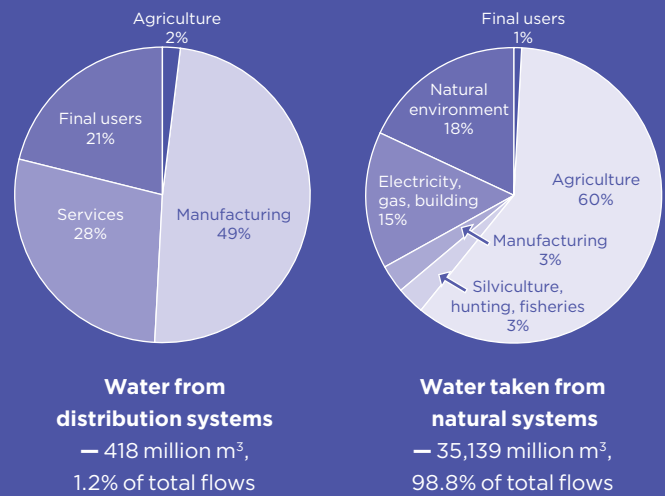 Agriculture
2%
Final users
21%
Services
28%
Manufacturing
49%
Water from
distribution systems
— 418 million m³,
1.2% of total flows
Final users
1%
Natural
environment
18%
Electricity,
gas, building
15%
Agriculture
60%
Manufacturing
3%
Silviculture,
hunting, fisheries
3%
Water taken from
natural systems
— 35,139 million m³,
98.8% of total flows